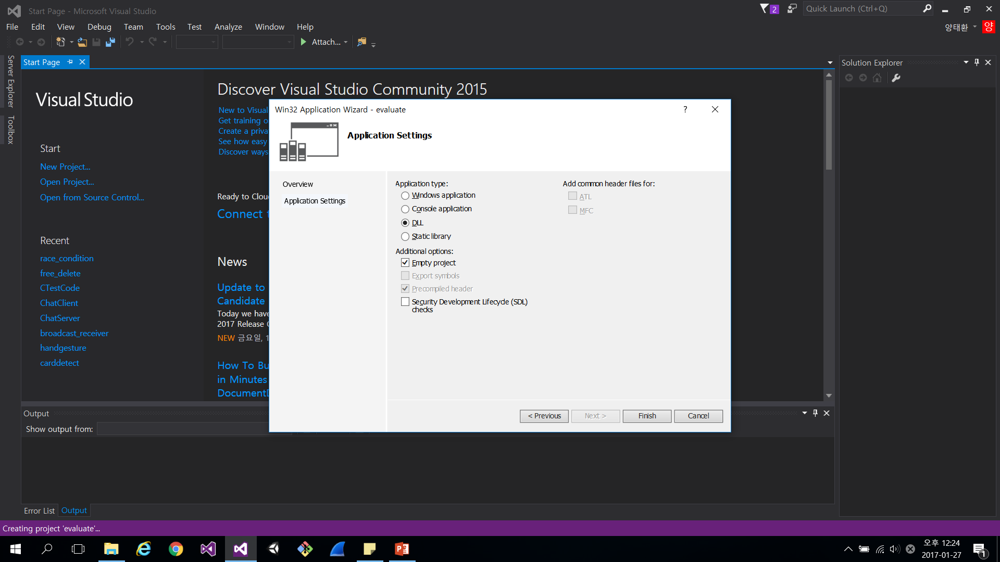 Start Page - Microsoft Visual Studio
2
Quick Launch (Ctrl+Q)
File Edit View Debug Team Tools Test Analyze Window Help
양태환
양
Attach...
Server Explorer
Toolbox
Start Page
Visual Studio
Start
New Project...
Open Project...
Open from Source Control...
Recent
race_condition
free_delete
CTestCode
ChatClient
ChatServer
broadcast_receiver
handgesture
carddetect
Discover Visual Studio Community 2015
New to Visual
Get training
Create a priva
See how easy
Discover ways
Ready to Clou
Connect
News
Update to
Candidate
Today we have
2017 Release
NEW 금요일, 1
How To Bu
in Minutes
Document
Win32 Application Wizard - evaluate
?
Application Settings
Overview
Application Settings
Application type:
Windows application
Console application
DLL
Static library
Additional options:
Empty project
Export symbols
Precompiled header
Security Development Lifecycle (SDL)
checks
Add common header files for:
ATL
MFC
< Previous
Next >
Finish
Cancel
Solution Explorer
Output
Show output from:
Error List
Output
Creating project 'evaluate'...
오후 12:24
2017-01-27
1